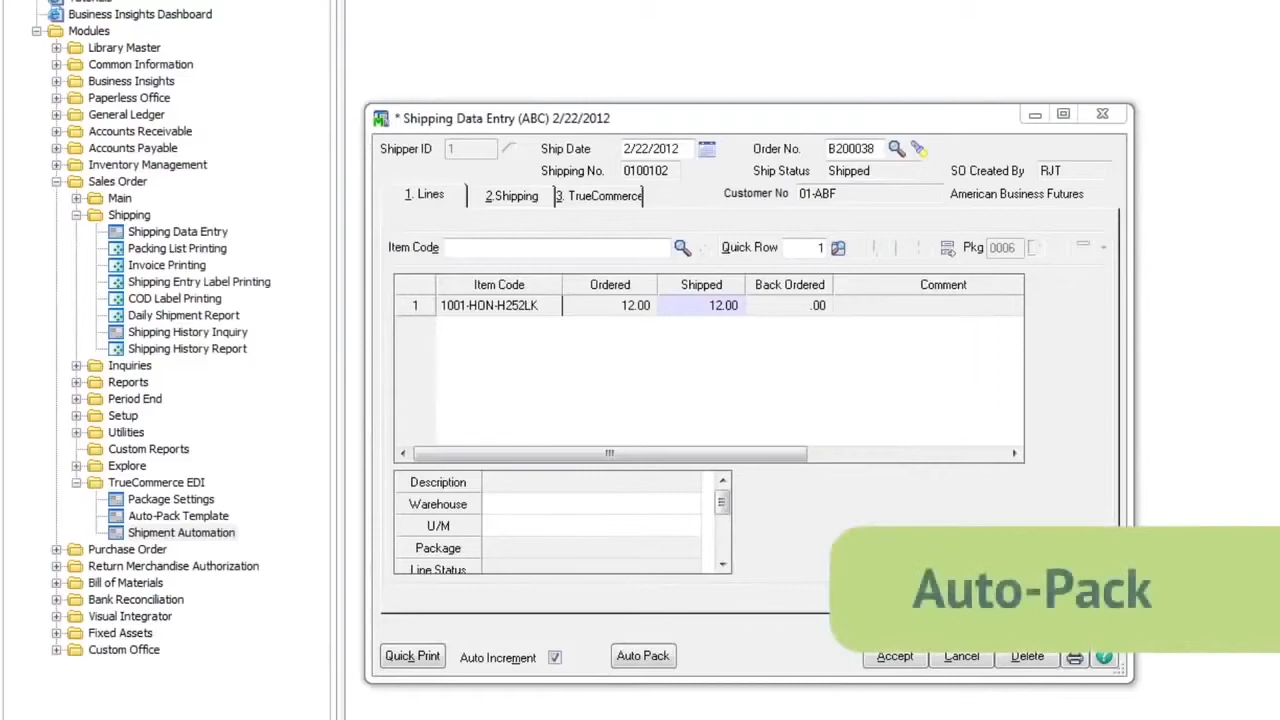 Business Insights Dashboard
Modules
Library Master
Common Information
Business Insights
Paperless Office
General Ledger
Accounts Receivable
Accounts Payable
Inventory Management
Sales Order
Main
Shipping
Shipping Data Entry
Packing List Printing
Invoice Printing
Shipping Entry Label Printing
COD Label Printing
Daily Shipment Report
Shipping History Inquiry
Shipping History Report
Inquiries
Reports
Period End
Setup
Utilities
Custom Reports
Explore
TrueCommerce EDI
Package Settings
Auto-Pack Template
Shipment Automation
Purchase Order
Return Merchandise Authorization
Bill of Materials
Bank Reconciliation
Visual Integrator
Fixed Assets
Custom Office
* Shipping Data Entry (ABC) 2/22/2012
Shipper ID 1 Ship Date 2/22/2012 Order No. B200038
Shipping No. 0100102 Ship Status Shipped SO Created By RJT
1. Lines 2.Shipping 3. TrueCommerce Customer No 01-ABF American Business Futures
Item Code Quick Row 1 Pkg 0006
Item Code Ordered Shipped Back Ordered Comment
1 1001-HON-H252LK 12.00 12.00 .00
Description
Warehouse
U/M
Package
Line Status
Auto-Pack
Quick Print Auto Increment Auto Pack Accept Cancel Delete